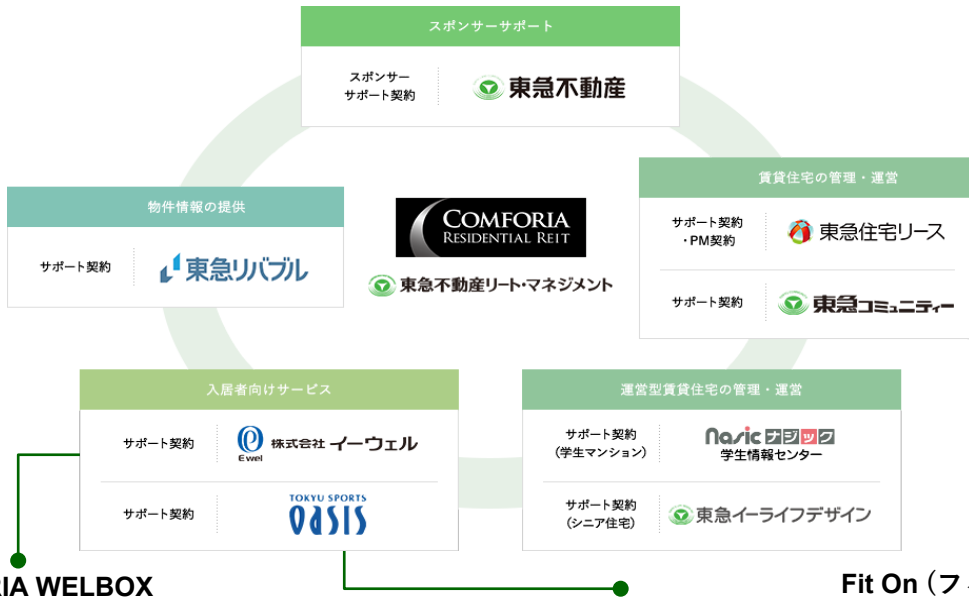 スポンサーサポート
スポンサー
サポート契約
東急不動産
物件情報の提供
サポート契約
東急リバブル
COMFORIA
RESIDENTIAL REIT
東急不動産リート・マネジメント
賃貸住宅の管理・運営
サポート契約
・PM契約
東急住宅リース
サポート契約
東急コミュニティー
入居者向けサービス
サポート契約
Ewel
株式会社 イーウェル
サポート契約
TOKYU SPORTS
OASIS
運営型賃貸住宅の管理・運営
サポート契約
(学生マンション)
Nasic ナジック
学生情報センター
サポート契約
(シニア住宅)
東急イーライフデザイン
RIA WELBOX
Fit On（フ